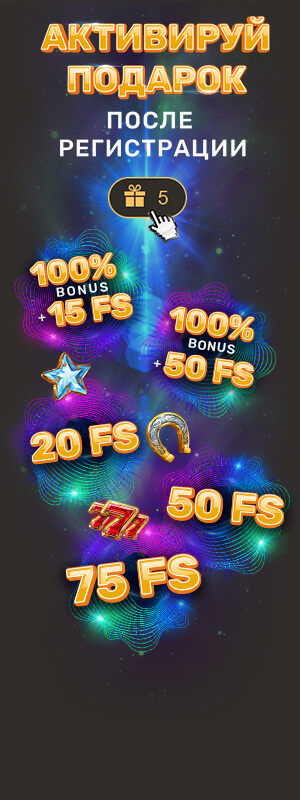 АКТИВИРУЙ
ПОДАРОК
ПОСЛЕ
РЕГИСТРАЦИИ
5
100%
BONUS
+15 FS
100%
BONUS
+50 FS
20 FS
50 FS
777
75 FS